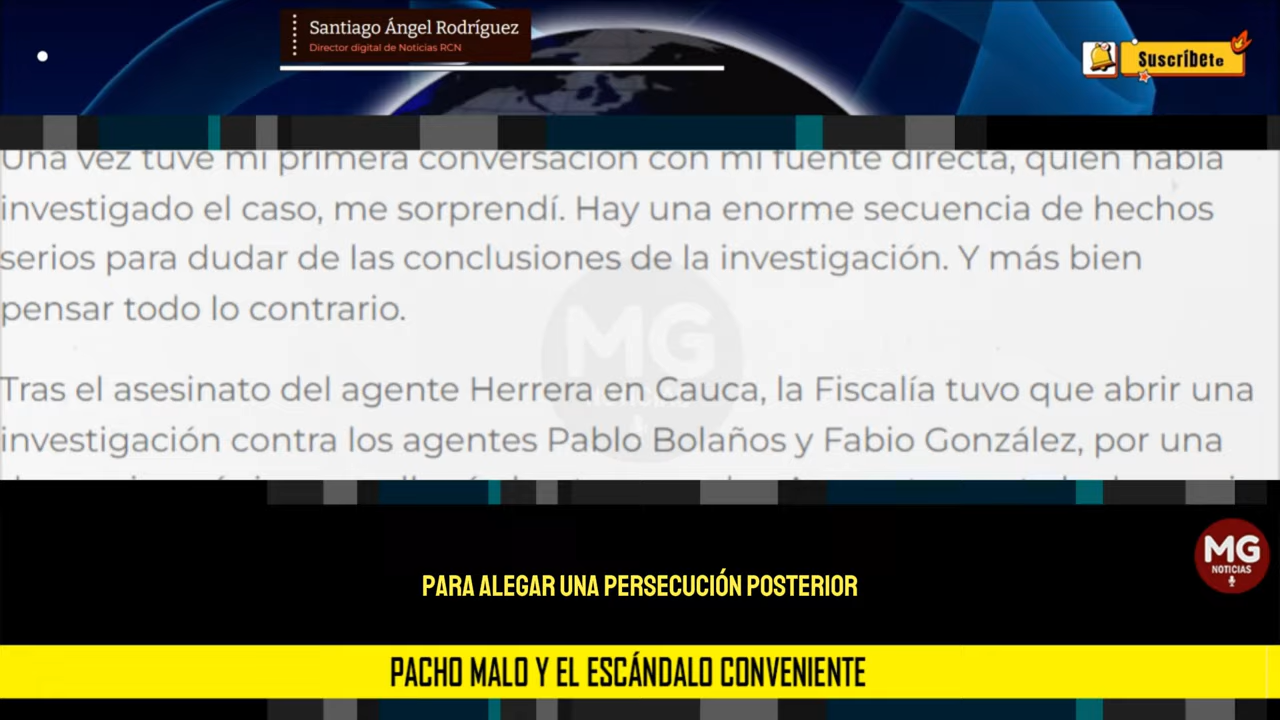 Santiago Ángel Rodríguez
Director digital de Noticias RCN
Suscríbete
Una vez tuve mi primera conversación con mi fuente directa, quien había
investigado el caso, me sorprendí. Hay una enorme secuencia de hechos
serios para dudar de las conclusiones de la investigación. Y más bien
pensar todo lo contrario.
MG
Tras el asesinato del agente Herrera en Cauca, la Fiscalía tuvo que abrir una
investigación contra los agentes Pablo Bolaños y Fabio González, por una
MG
NOTICIAS
PARA ALEGAR UNA PERSECUCIÓN POSTERIOR
PACHO MALO Y EL ESCÁNDALO CONVENIENTE